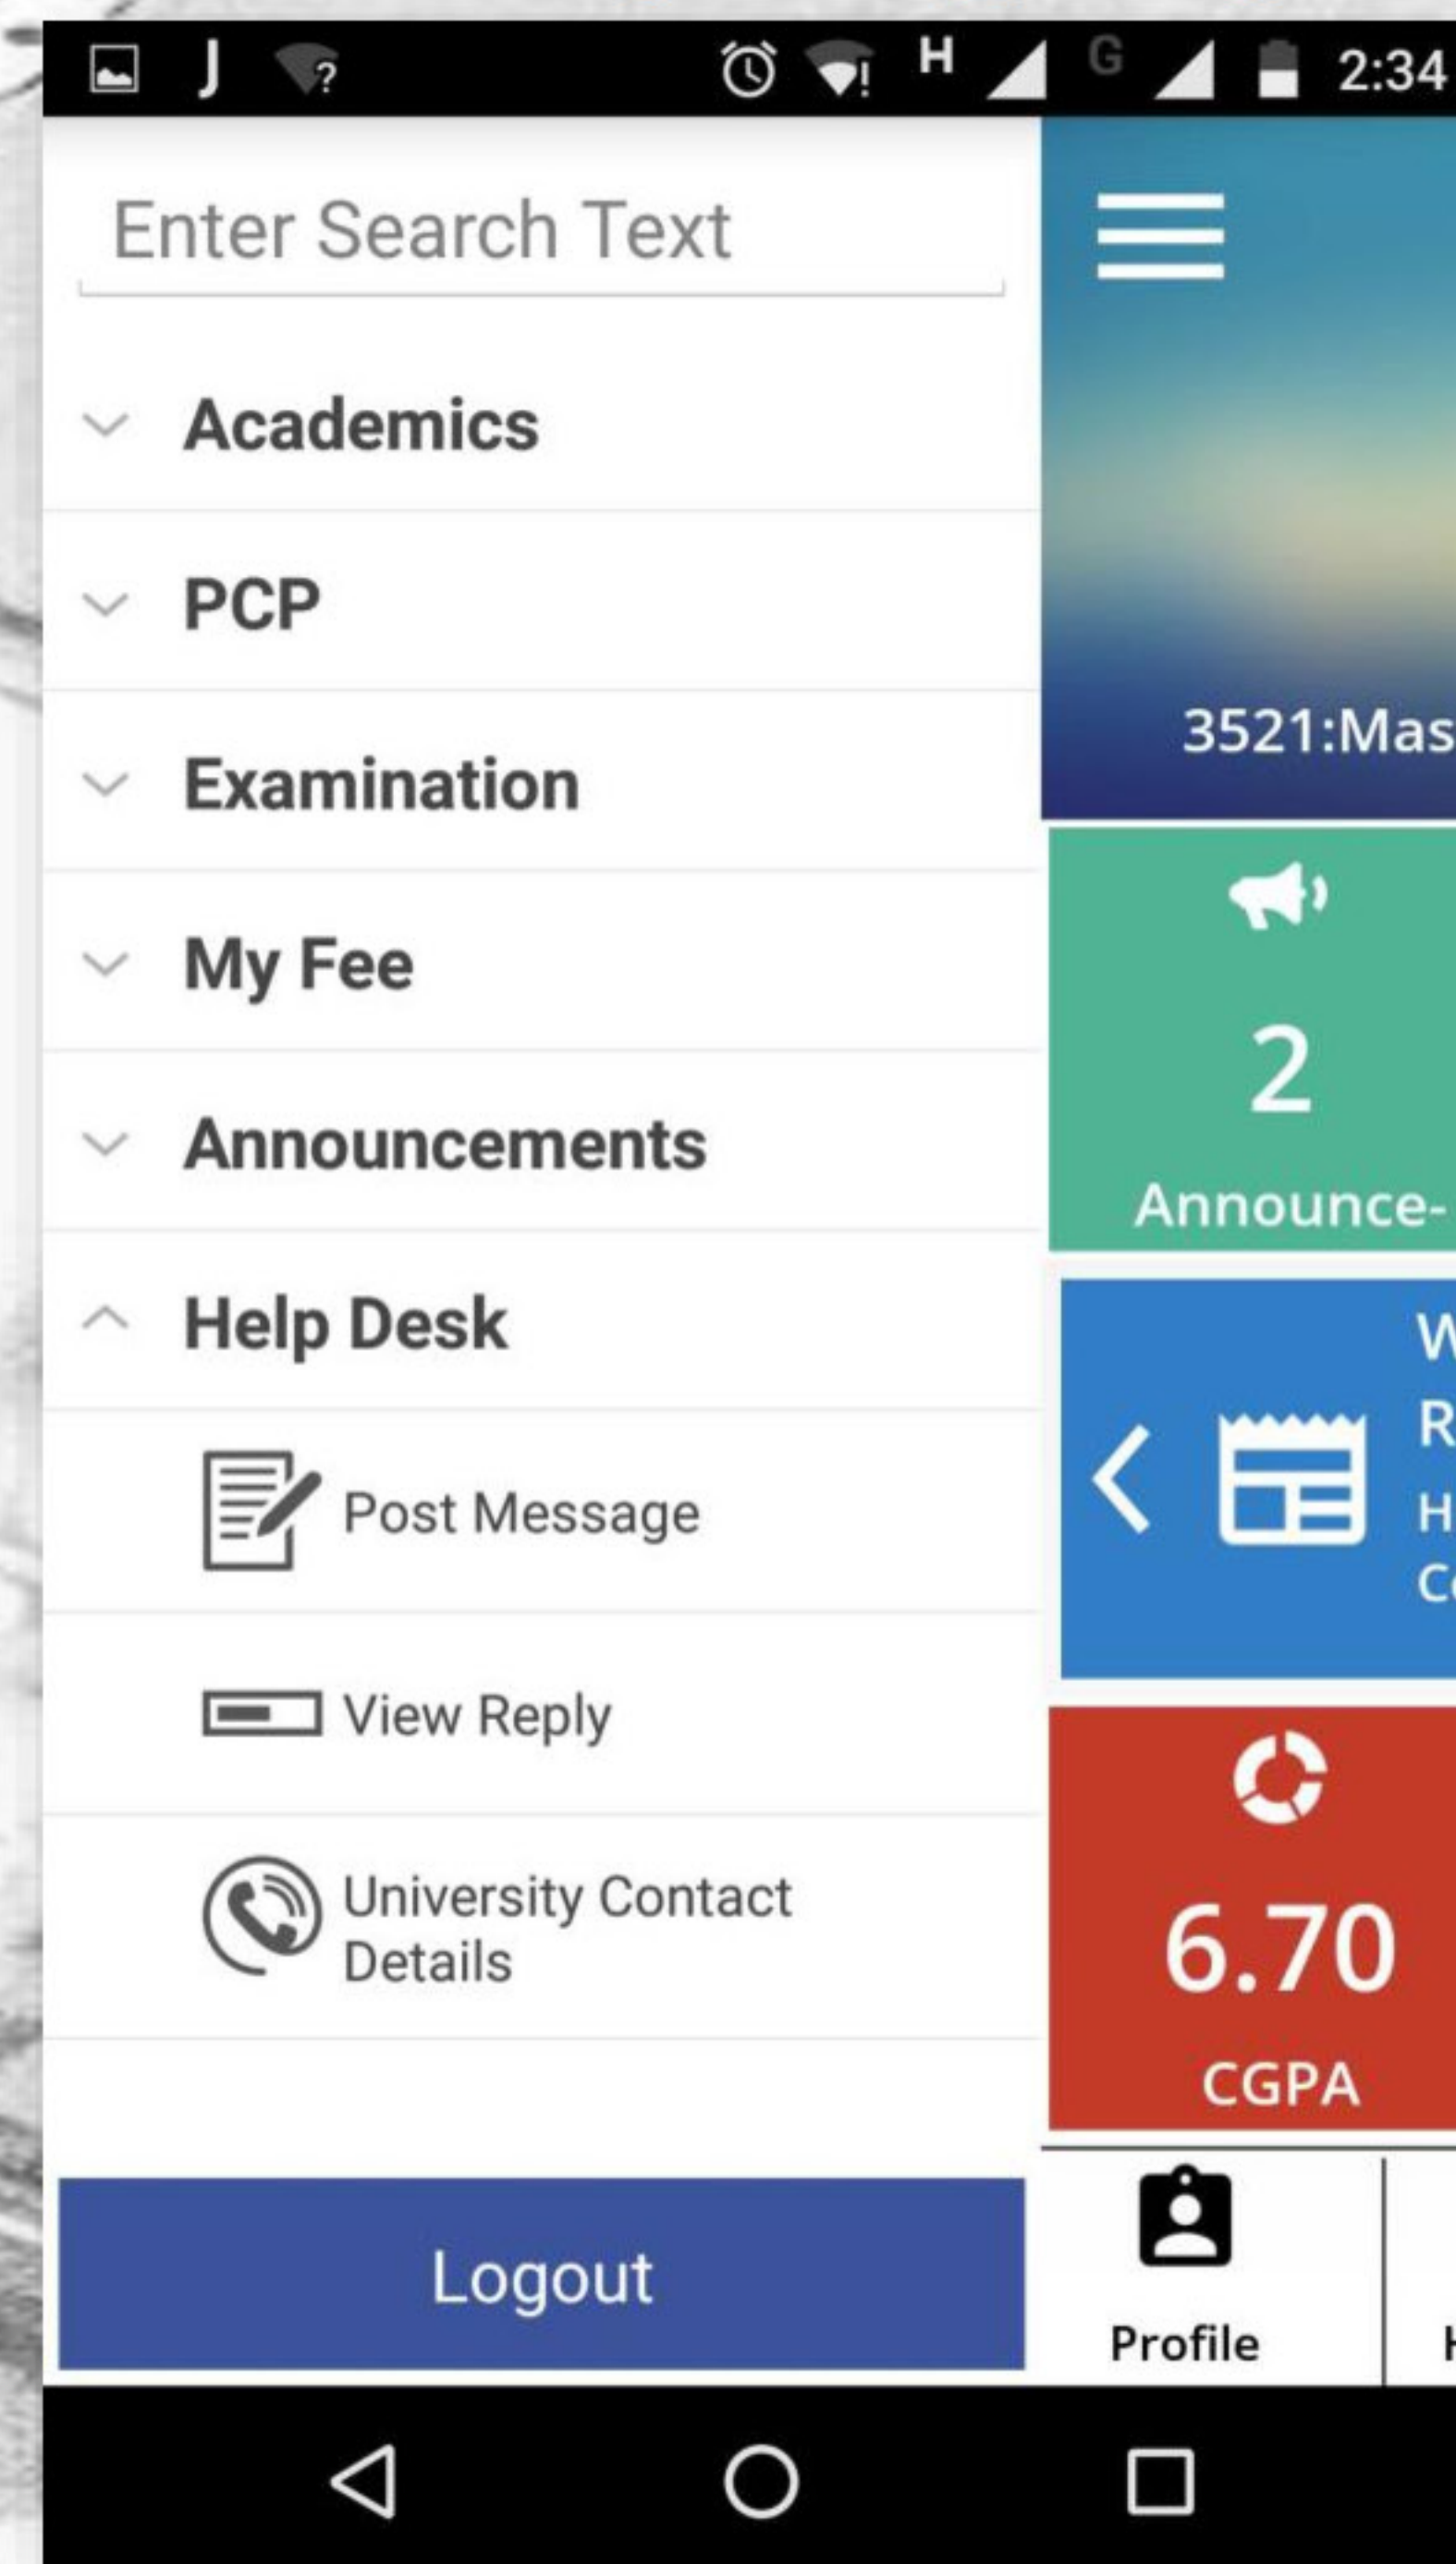 J
?
!
H
G
2:34
Enter Search Text
Academics
PCP
Examination
My Fee
Announcements
Help Desk
Post Message
View Reply
University Contact
Details
Logout
3521:Mas
2
Announce-
W
R
H
6.70
CGPA
Profile